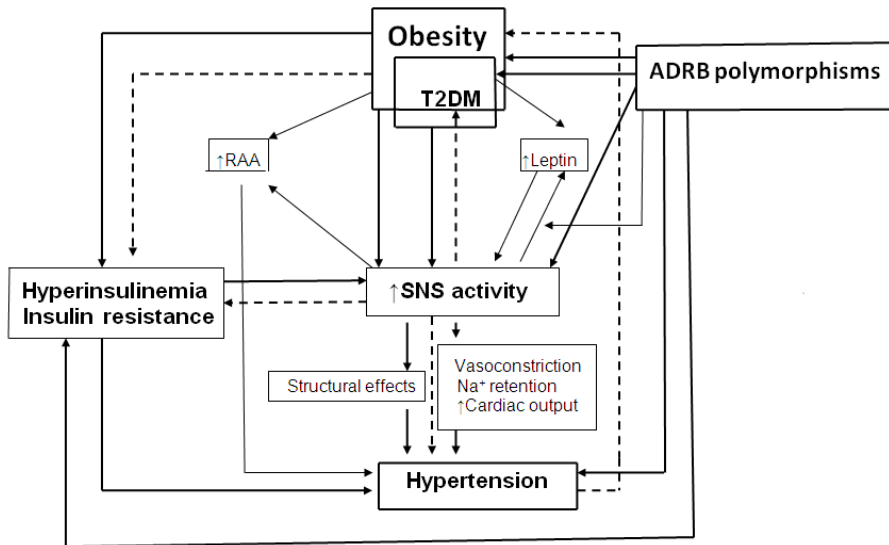 Obesity
ADRB polymorphisms
T2DM
↑RAA
↑Leptin
Hyperinsulinemia
Insulin resistance
↑SNS activity
Structural effects
Vasoconstriction
Na⁺ retention
↑Cardiac output
Hypertension